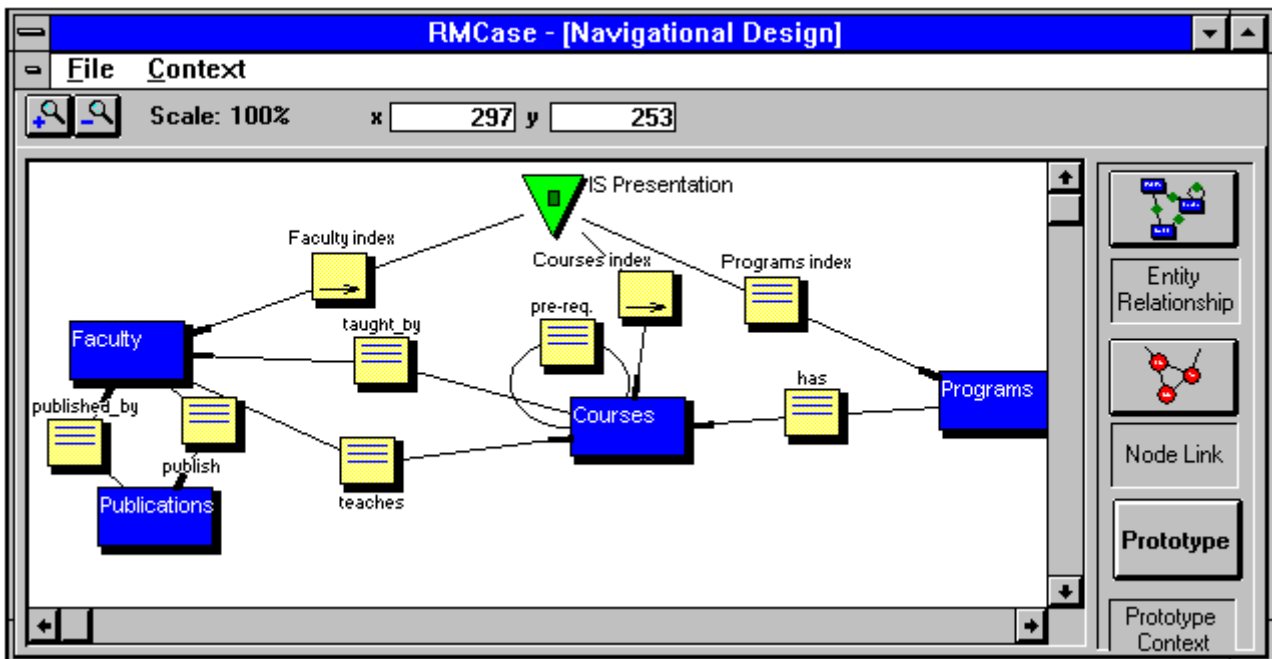 RMCase - [Navigational Design]
File Context
Scale: 100% x 297 y 253
IS Presentation
Faculty index
Courses index
Programs index
pre-req.
taught_by
Faculty
has
Programs
published_by
Courses
publish
teaches
Publications
Entity
Relationship
Node Link
Prototype
Prototype
Context